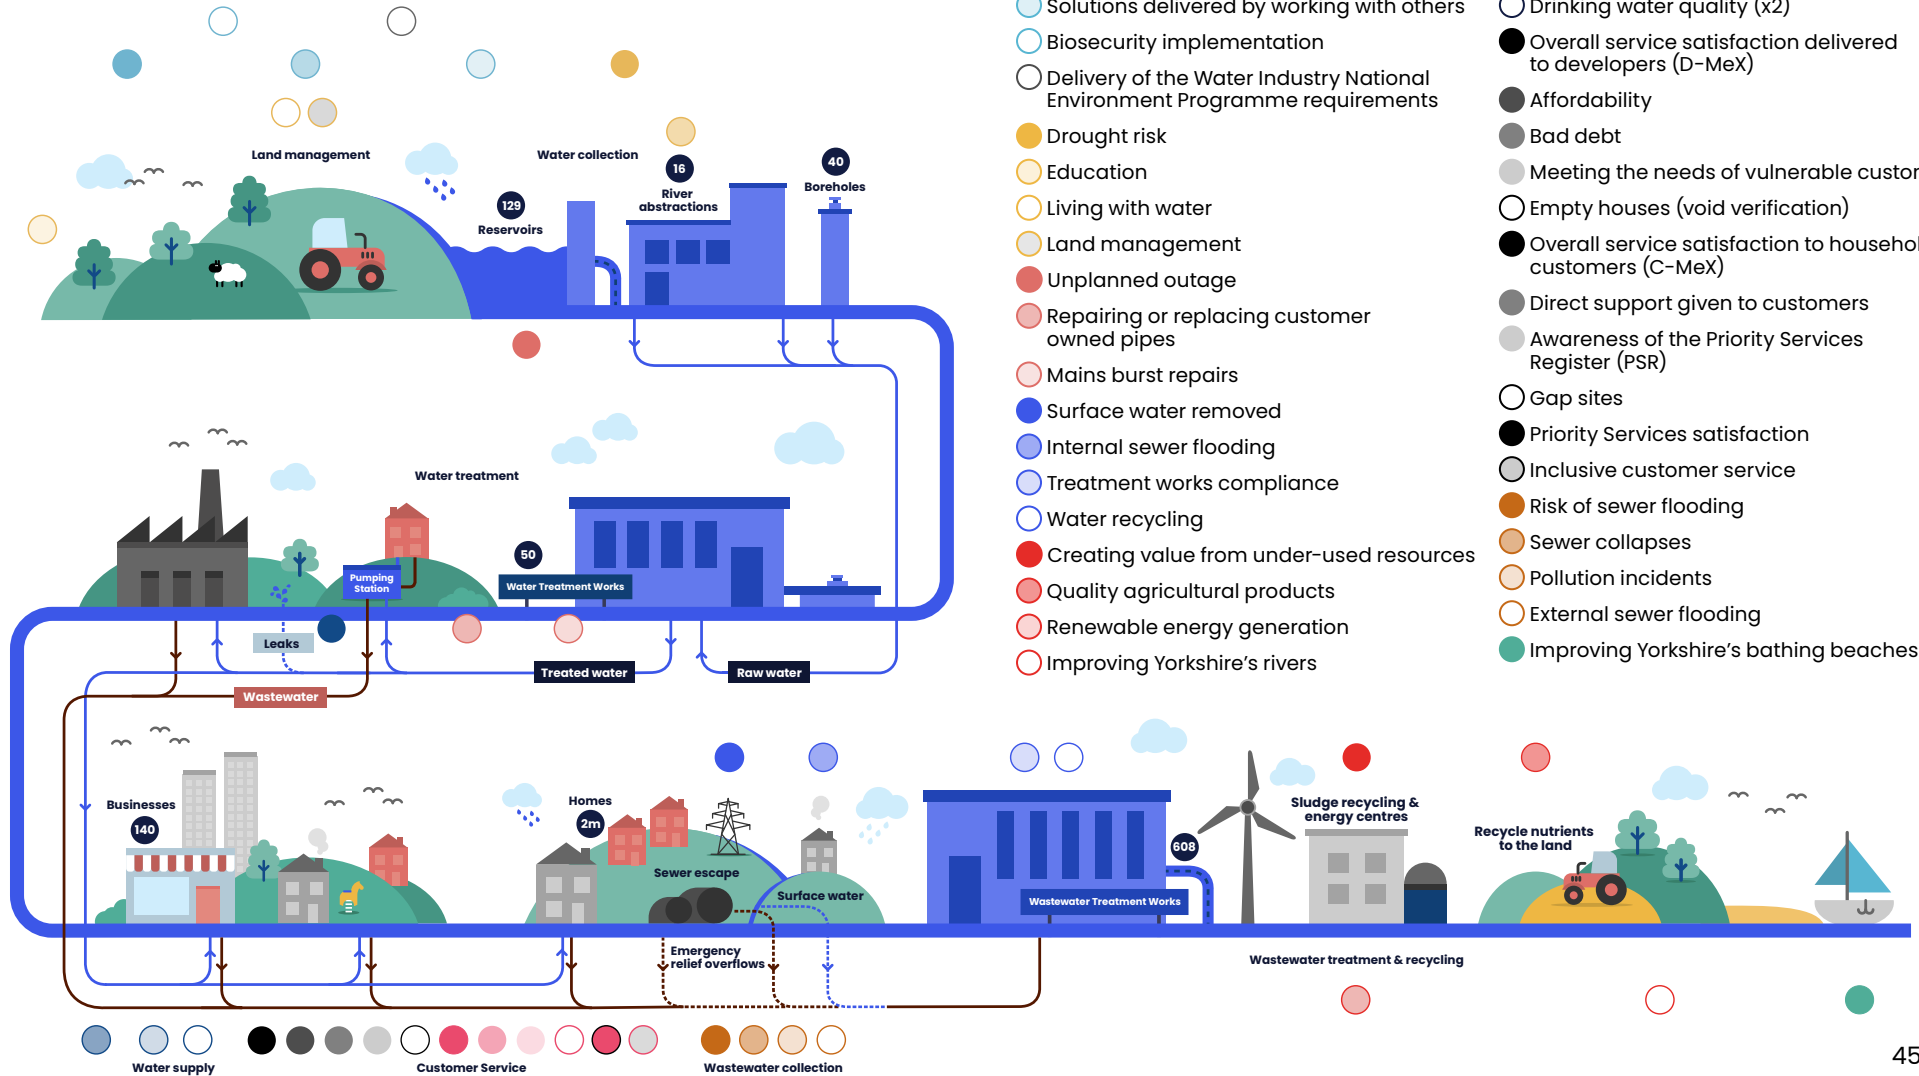 Land management
Water collection
16
River
abstractions
40
Boreholes
129
Reservoirs
Water treatment
50
Water Treatment Works
Pumping
Station
Leaks
Treated water
Raw water
Wastewater
Businesses
140
Homes
2m
Sewer escape
Surface water
608
Wastewater Treatment Works
Sludge recycling &
energy centres
Recycle nutrients
to the land
Emergency
relief overflows
Wastewater treatment & recycling
Water supply
Customer Service
Wastewater collection
Solutions delivered by working with others
Biosecurity implementation
Delivery of the Water Industry National
Environment Programme requirements
Drought risk
Education
Living with water
Land management
Unplanned outage
Repairing or replacing customer
owned pipes
Mains burst repairs
Surface water removed
Internal sewer flooding
Treatment works compliance
Water recycling
Creating value from under-used resources
Quality agricultural products
Renewable energy generation
Improving Yorkshire's rivers
Drinking water quality (x2)
Overall service satisfaction delivered
to developers (D-MeX)
Affordability
Bad debt
Meeting the needs of vulnerable custor
Empty houses (void verification)
Overall service satisfaction to househol
customers (C-MeX)
Direct support given to customers
Awareness of the Priority Services
Register (PSR)
Gap sites
Priority Services satisfaction
Inclusive customer service
Risk of sewer flooding
Sewer collapses
Pollution incidents
External sewer flooding
Improving Yorkshire's bathing beaches
45